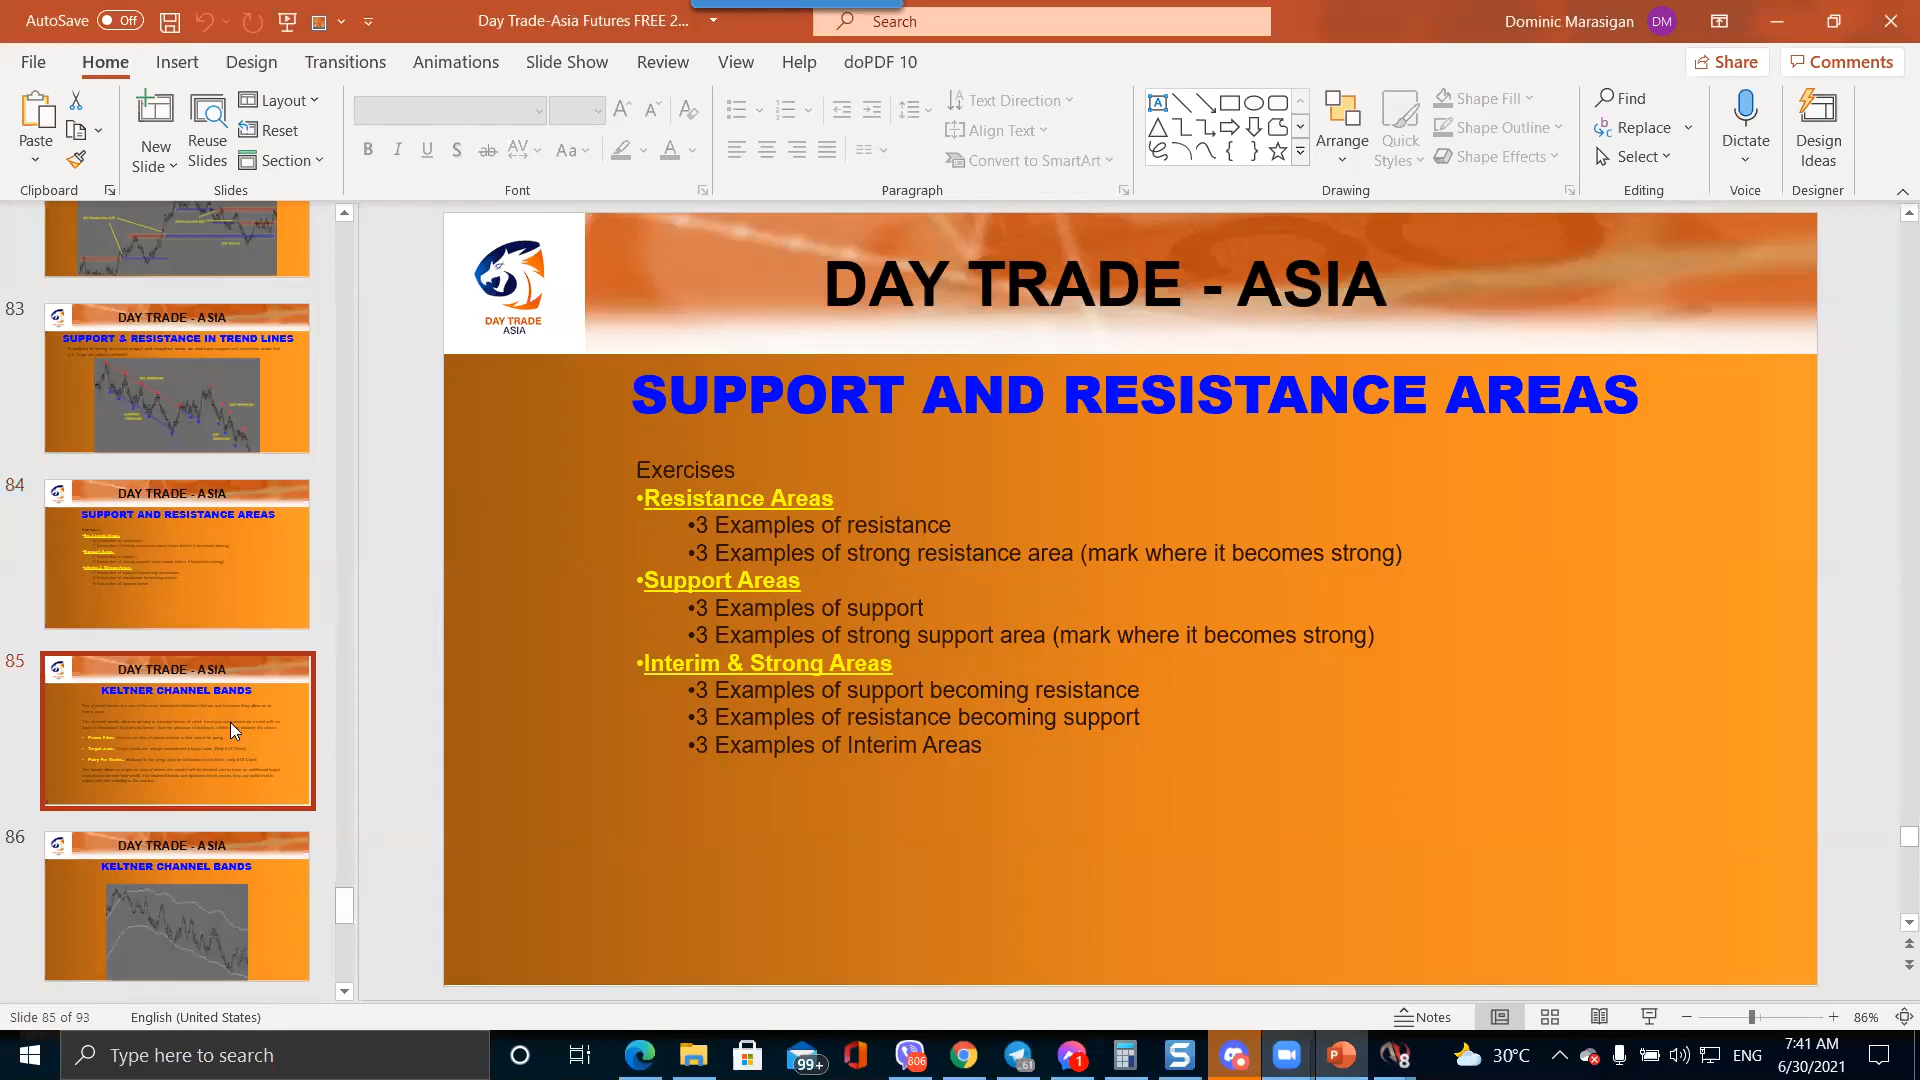 AutoSave Off
Day Trade-Asia Futures FREE 2...
Search
Dominic Marasigan DM
File Home Insert Design Transitions Animations Slide Show Review View Help doPDF 10
Share Comments
Paste
New Slide
Reuse Slides
Layout
Reset
Section
Text Direction
Align Text
Convert to SmartArt
Arrange
Quick Styles
Shape Fill
Shape Outline
Shape Effects
Find
Replace
Select
Dictate
Design Ideas
Clipboard Slides Font Paragraph Drawing Editing Voice Designer
83
DAY TRADE - ASIA
SUPPORT & RESISTANCE IN TREND LINES
84
DAY TRADE - ASIA
SUPPORT AND RESISTANCE AREAS
85
DAY TRADE - ASIA
KELTNER CHANNEL BANDS
86
DAY TRADE - ASIA
KELTNER CHANNEL BANDS
DAY TRADE
ASIA
DAY TRADE - ASIA
SUPPORT AND RESISTANCE AREAS
Exercises
•Resistance Areas
•3 Examples of resistance
•3 Examples of strong resistance area (mark where it becomes strong)
•Support Areas
•3 Examples of support
•3 Examples of strong support area (mark where it becomes strong)
•Interim & Strong Areas
•3 Examples of support becoming resistance
•3 Examples of resistance becoming support
•3 Examples of Interim Areas
Slide 85 of 93 English (United States)
Notes
86%
Type here to search
99+
806
61
1
8
30°C
ENG
7:41 AM
6/30/2021